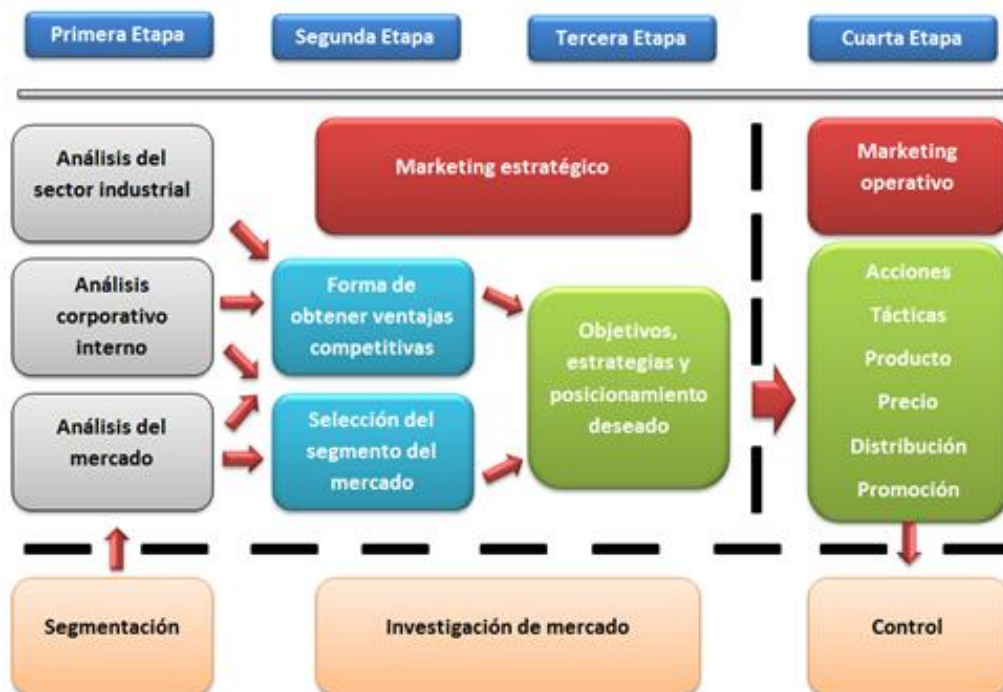 Primera Etapa
Segunda Etapa
Tercera Etapa
Cuarta Etapa
Análisis del
sector industrial
Marketing estratégico
Marketing
operativo
Análisis
corporativo
interno
Forma de
obtener ventajas
competitivas
Objetivos,
estrategias y
posicionamiento
deseado
Acciones
Tácticas
Producto
Precio
Distribución
Promoción
Análisis del
mercado
Selección del
segmento del
mercado
Segmentación
Investigación de mercado
Control